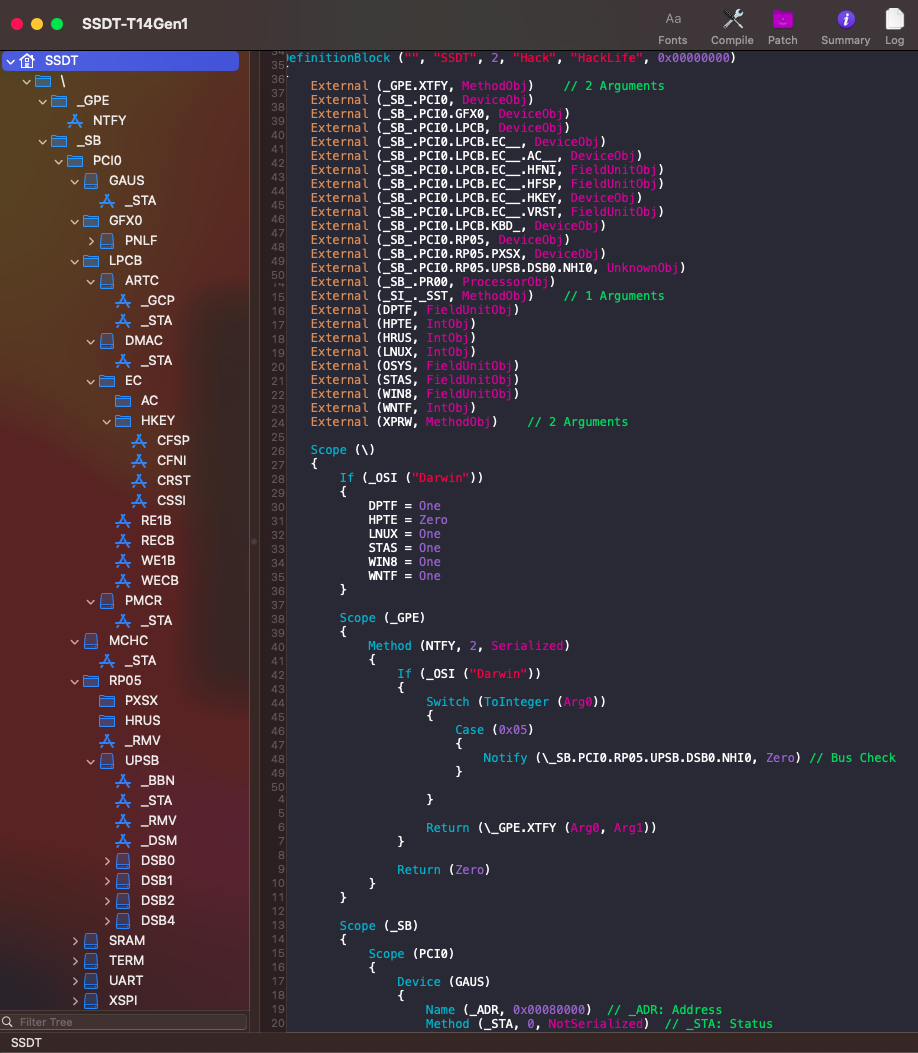 SSDT-T14Gen1
Aa
Fonts
Compile
Patch
Summary
Log
SSDT
\
_GPE
NTFY
_SB
PCI0
GAUS
_STA
GFX0
PNLF
LPCB
ARTC
_GCP
_STA
DMAC
_STA
EC
AC
HKEY
CFSP
CFNI
CRST
CSSI
RE1B
RECB
WE1B
WECB
PMCR
_STA
MCHC
_STA
RP05
PXSX
HRUS
_RMV
UPSB
_BBN
_STA
_RMV
_DSM
DSB0
DSB1
DSB2
DSB4
SRAM
TERM
UART
XSPI
Filter Tree
SSDT
34
35 efinitionBlock ("", "SSDT", 2, "Hack", "HackLife", 0x00000000)
36
37 External (_GPE.XTFY, MethodObj)    // 2 Arguments
38 External (_SB_.PCI0, DeviceObj)
39 External (_SB_.PCI0.GFX0, DeviceObj)
40 External (_SB_.PCI0.LPCB, DeviceObj)
41 External (_SB_.PCI0.LPCB.EC__, DeviceObj)
42 External (_SB_.PCI0.LPCB.EC__.AC__, DeviceObj)
43 External (_SB_.PCI0.LPCB.EC__.HFNI, FieldUnitObj)
44 External (_SB_.PCI0.LPCB.EC__.HFSP, FieldUnitObj)
45 External (_SB_.PCI0.LPCB.EC__.HKEY, DeviceObj)
46 External (_SB_.PCI0.LPCB.EC__.VRST, FieldUnitObj)
47 External (_SB_.PCI0.LPCB.KBD_, DeviceObj)
48 External (_SB_.PCI0.RP05, DeviceObj)
49 External (_SB_.PCI0.RP05.PXSX, DeviceObj)
50 External (_SB_.PCI0.RP05.UPSB.DSB0.NHI0, UnknownObj)
14 External (_SB_.PR00, ProcessorObj)
15 External (_SI_._SST, MethodObj)    // 1 Arguments
16 External (DPTF, FieldUnitObj)
17 External (HPTE, IntObj)
18 External (HRUS, IntObj)
19 External (LNUX, IntObj)
20 External (OSYS, FieldUnitObj)
21 External (STAS, FieldUnitObj)
22 External (WIN8, FieldUnitObj)
23 External (WNTF, IntObj)
24 External (XPRW, MethodObj)    // 2 Arguments
25
26 Scope (\)
27 {
28 If (_OSI ("Darwin"))
29 {
30 DPTF = One
31 HPTE = Zero
32 LNUX = One
33 STAS = One
34 WIN8 = One
35 WNTF = One
36 }
37
38 Scope (_GPE)
39 {
40 Method (NTFY, 2, Serialized)
41 {
42 If (_OSI ("Darwin"))
43 {
44 Switch (ToInteger (Arg0))
45 {
46 Case (0x05)
47 {
48 Notify (\_SB.PCI0.RP05.UPSB.DSB0.NHI0, Zero) // Bus Check
49 }
50
4 }
5
6 Return (\_GPE.XTFY (Arg0, Arg1))
7 }
8
9 Return (Zero)
10 }
11 }
12
13 Scope (_SB)
14 {
15 Scope (PCI0)
16 {
17 Device (GAUS)
18 {
19 Name (_ADR, 0x00080000)  // _ADR: Address
20 Method (_STA, 0, NotSerialized)  // _STA: Status